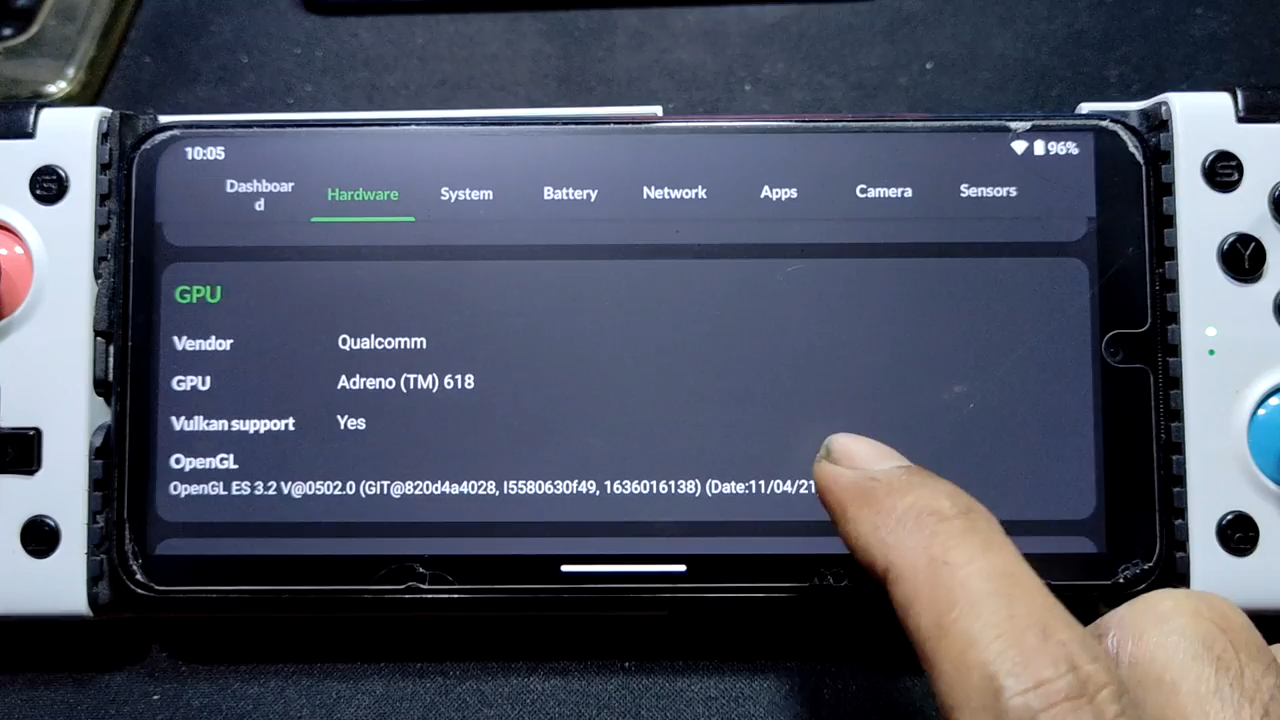 10:05
96%
Dashboar
d
Hardware
System
Battery
Network
Apps
Camera
Sensors
GPU
Vendor Qualcomm
GPU Adreno (TM) 618
Vulkan support Yes
OpenGL
OpenGL ES 3.2 V@0502.0 (GIT@820d4a4028, I5580630f49, 1636016138) (Date:11/04/21
S
S
Y